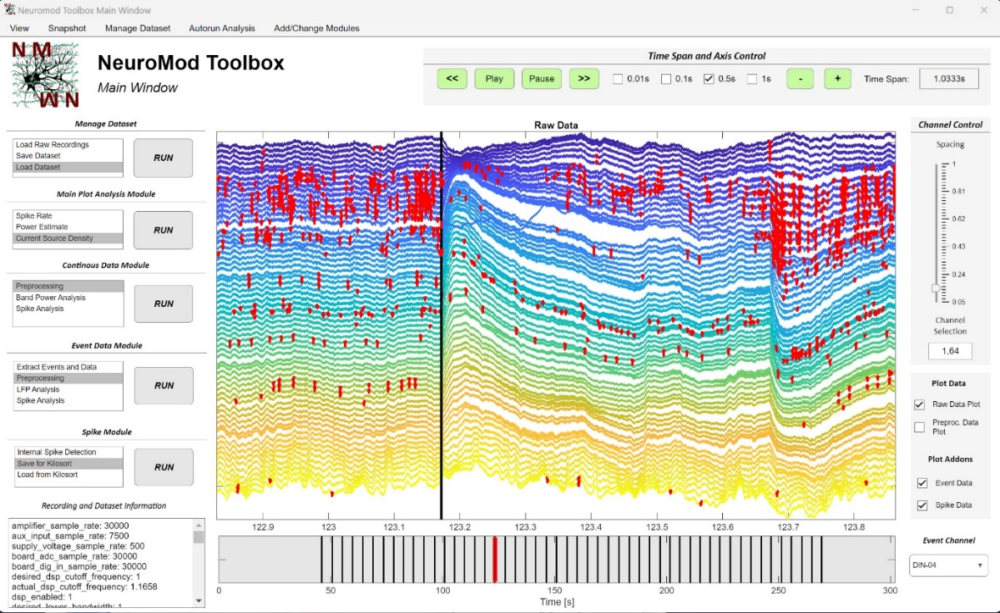 Neuromod Toolbox Main Window
View Snapshot Manage Dataset Autorun Analysis Add/Change Modules
NM
WN
NeuroMod Toolbox
Main Window
Time Span and Axis Control
<< Play Pause >> 0.01s 0.1s 0.5s 1s - + Time Span: 1.0333s
Manage Dataset
Load Raw Recordings
Save Dataset
Load Dataset
RUN
Main Plot Analysis Module
Spike Rate
Power Estimate
Current Source Density
RUN
Continous Data Module
Preprocessing
Band Power Analysis
Spike Analysis
RUN
Event Data Module
Extract Events and Data
Preprocessing
LFP Analysis
Spike Analysis
RUN
Spike Module
Internal Spike Detection
Save for Kilosort
Load from Kilosort
RUN
Recording and Dataset Information
amplifier_sample_rate: 30000
aux_input_sample_rate: 7500
supply_voltage_sample_rate: 500
board_adc_sample_rate: 30000
board_dig_in_sample_rate: 30000
desired_dsp_cutoff_frequency: 1
actual_dsp_cutoff_frequency: 1.1658
dsp_enabled: 1
desired_lower_bandwidth: 1
Raw Data
122.9 123 123.1 123.2 123.3 123.4 123.5 123.6 123.7 123.8
0 50 100 150 200 250 300
Time [s]
Channel Control
Spacing
1
0.81
0.62
0.43
0.24
0.05
Channel
Selection
1,64
Plot Data
Raw Data Plot
Preproc. Data
Plot
Plot Addons
Event Data
Spike Data
Event Channel
DIN-04